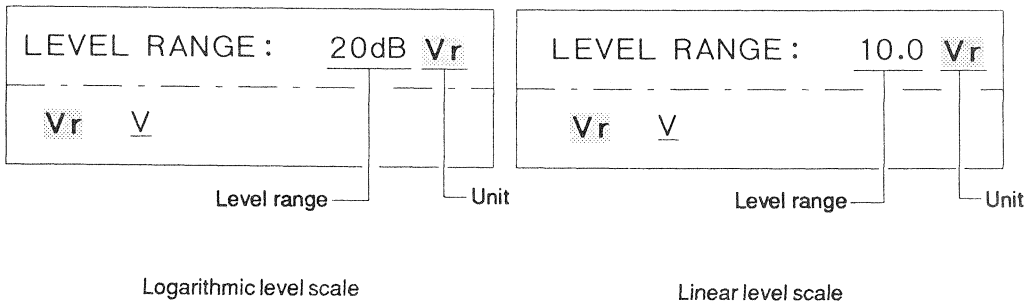 LEVEL RANGE: 20dB Vr
Vr V
Level range
Unit
Logarithmic level scale
LEVEL RANGE: 10.0 Vr
Vr V
Level range
Unit
Linear level scale